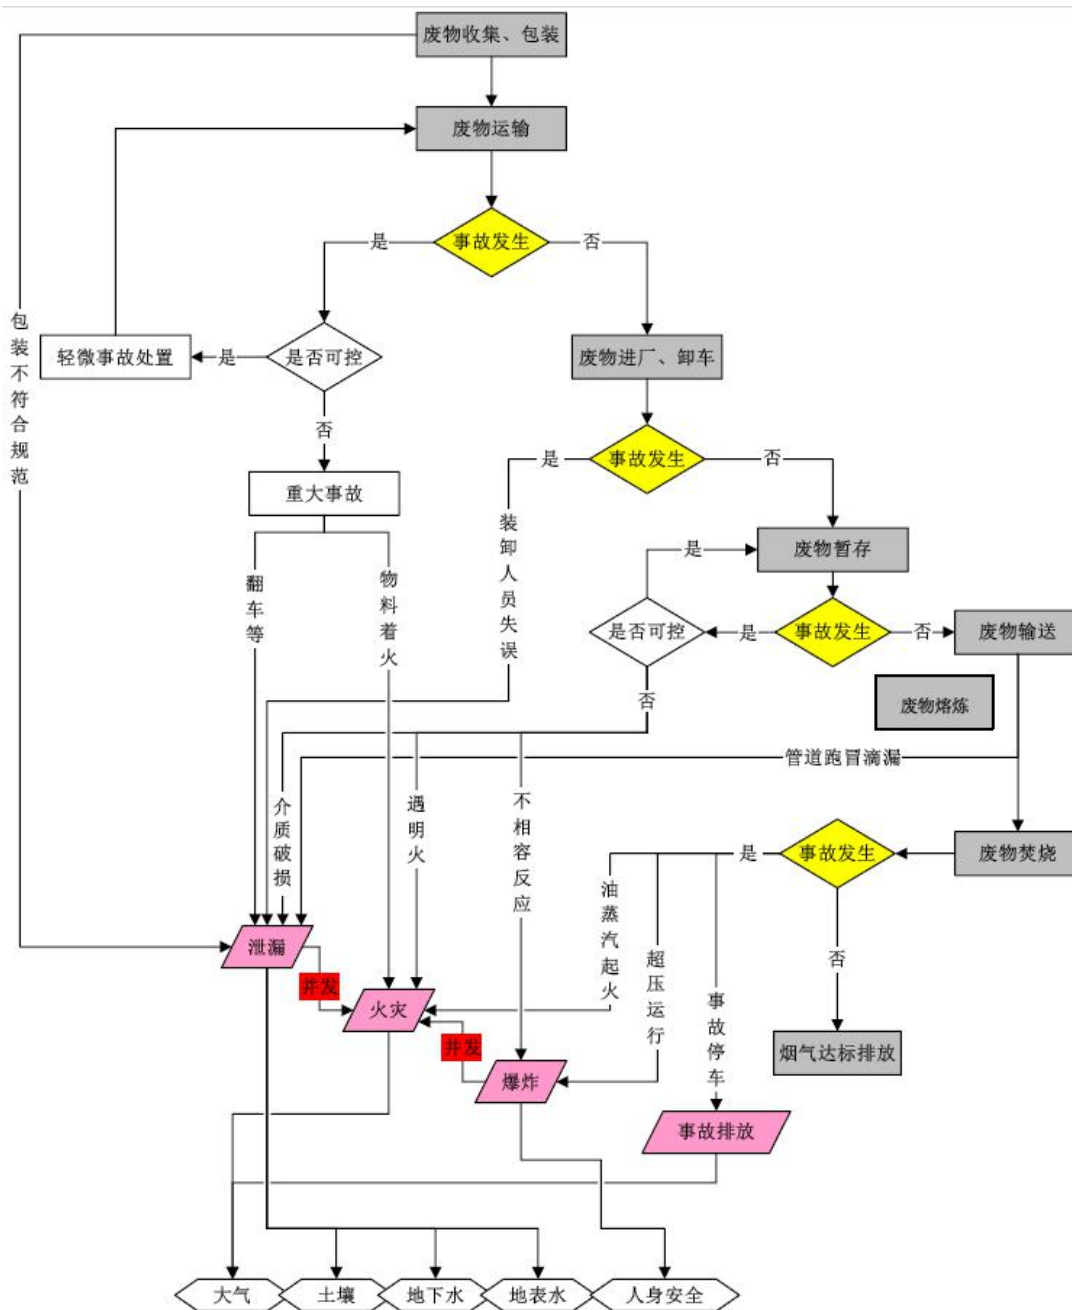 废物收集、包装
废物运输
事故发生
是
否
包装不符合规范
轻微事故处置
是
是否可控
废物进厂、卸车
否
事故发生
是
否
重大事故
装卸人员失误
废物暂存
是
翻车等
物料着火
是否可控
是
事故发生
否
废物输送
否
废物熔炼
管道跑冒滴漏
介质破损
遇明火
不相容反应
是
事故发生
废物焚烧
油蒸汽起火
超压运行
事故停车
否
泄漏
并发
火灾
并发
爆炸
烟气达标排放
事故排放
大气
土壤
地下水
地表水
人身安全